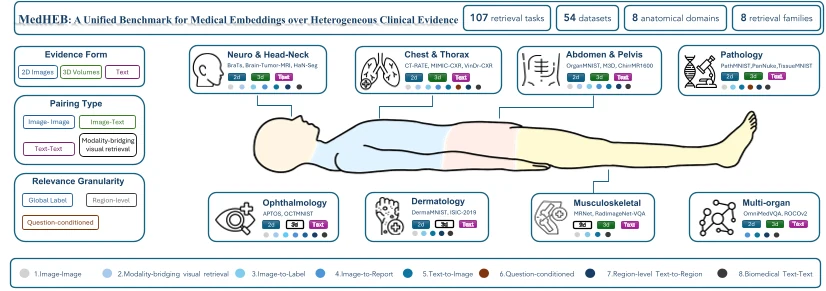 MedHEB: A Unified Benchmark for Medical Embeddings over Heterogeneous Clinical Evidence
107 retrieval tasks
54 datasets
8 anatomical domains
8 retrieval families
Evidence Form
2D Images
3D Volumes
Text
Pairing Type
Image- Image
Image-Text
Text-Text
Modality-bridging
visual retrieval
Relevance Granularity
Global Label
Region-level
Question-conditioned
Neuro & Head-Neck
BraTs, Brain-Tumor-MRI, HaN-Seg
2d 3d Text
Chest & Thorax
CT-RATE, MIMIC-CXR, VinDr-CXR
2d 3d Text
Abdomen & Pelvis
OrganMNIST, M3D, ChirMR1600
2d 3d Text
Pathology
PathMNIST,PanNuke,TissueMNIST
2d 3d Text
Ophthalmology
APTOS, OCTMNIST
2d 3d Text
Dermatology
DermaMNIST, ISIC-2019
2d 3d Text
Musculoskeletal
MRNet, RadImageNet-VQA
2d 3d Text
Multi-organ
OmniMedVQA, ROCOv2
2d 3d Text
1.Image-Image
2.Modality-bridging visual retrieval
3.Image-to-Label
4.Image-to-Report
5.Text-to-Image
6.Question-conditioned
7.Region-level Text-to-Region
8.Biomedical Text-Text